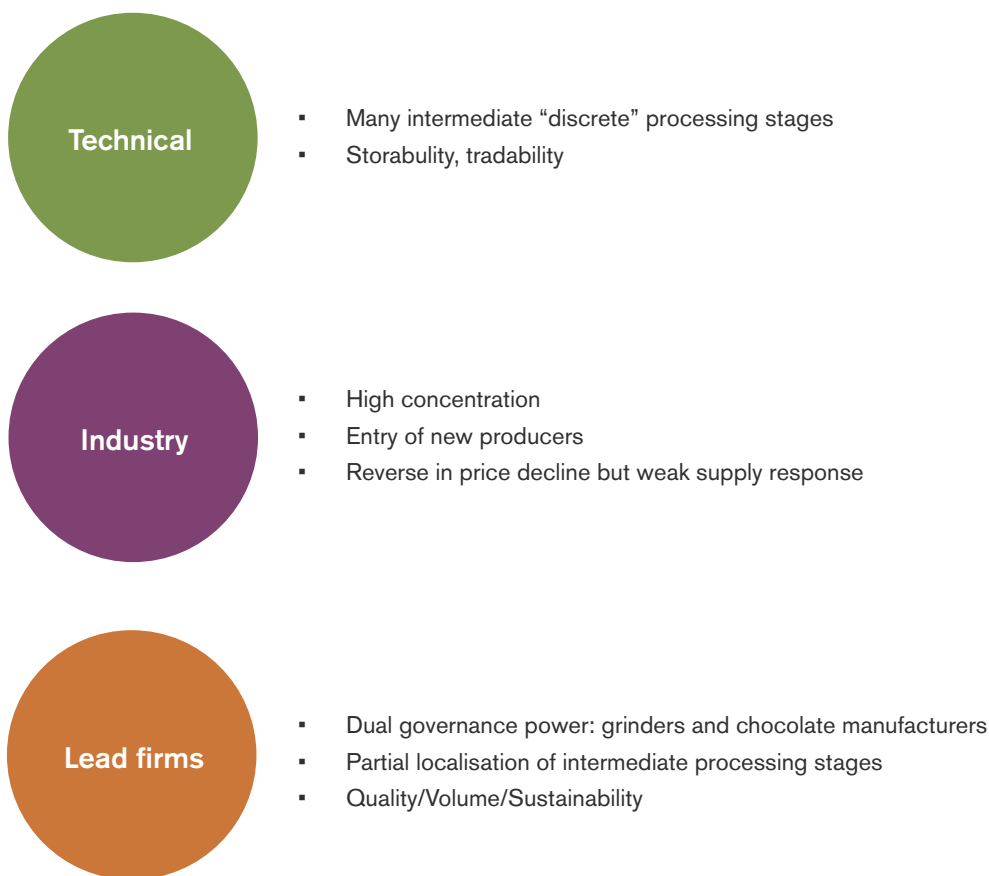 Technical
▪ Many intermediate “discrete” processing stages
▪ Storabulity, tradability
Industry
▪ High concentration
▪ Entry of new producers
▪ Reverse in price decline but weak supply response
Lead firms
▪ Dual governance power: grinders and chocolate manufacturers
▪ Partial localisation of intermediate processing stages
▪ Quality/Volume/Sustainability